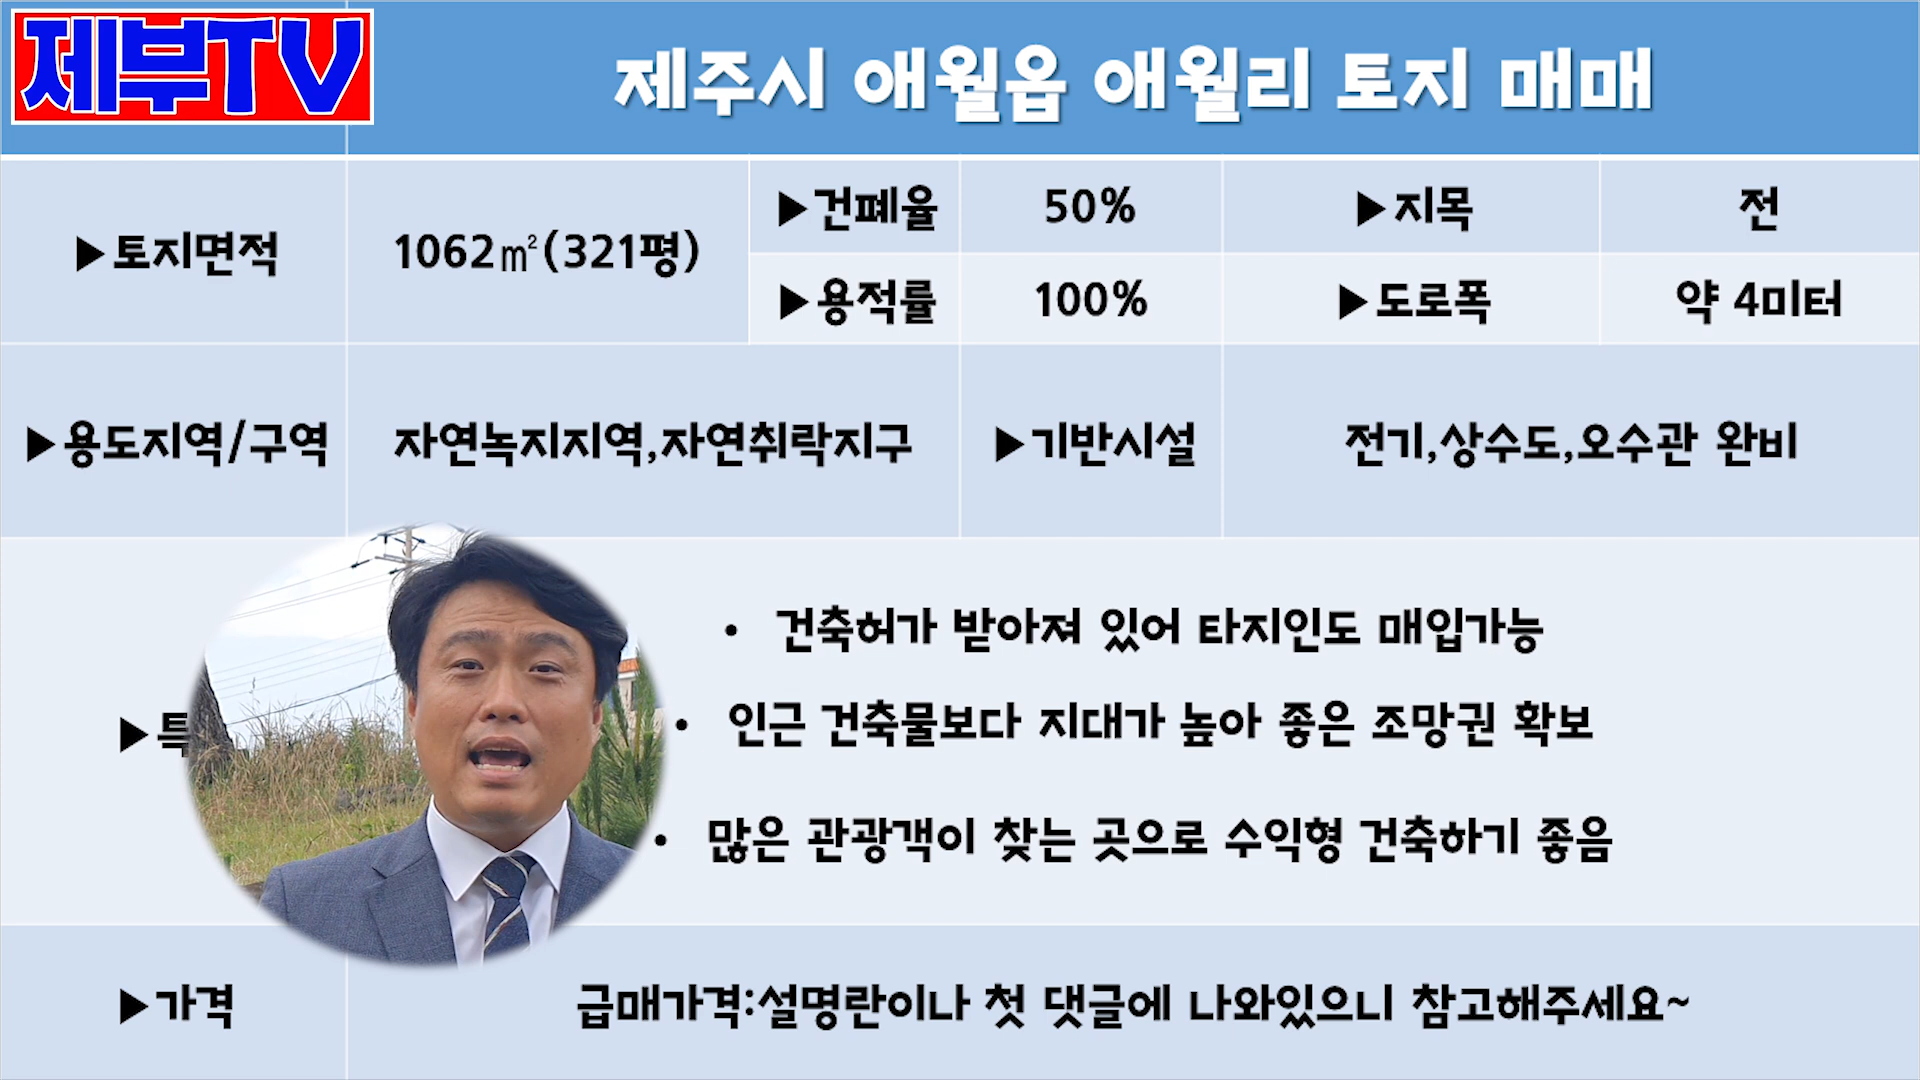 제부TV
제주시 애월읍 애월리 토지 매매
▶토지면적
1062㎡(321평)
▶건폐율
50%
▶지목
전
▶용적률
100%
▶도로폭
약 4미터
▶용도지역/구역
자연녹지지역,자연취락지구
▶기반시설
전기,상수도,오수관 완비
▶특
• 건축허가 받아져 있어 타지인도 매입가능
• 인근 건축물보다 지대가 높아 좋은 조망권 확보
• 많은 관광객이 찾는 곳으로 수익형 건축하기 좋음
▶가격
급매가격:설명란이나 첫 댓글에 나와있으니 참고해주세요~